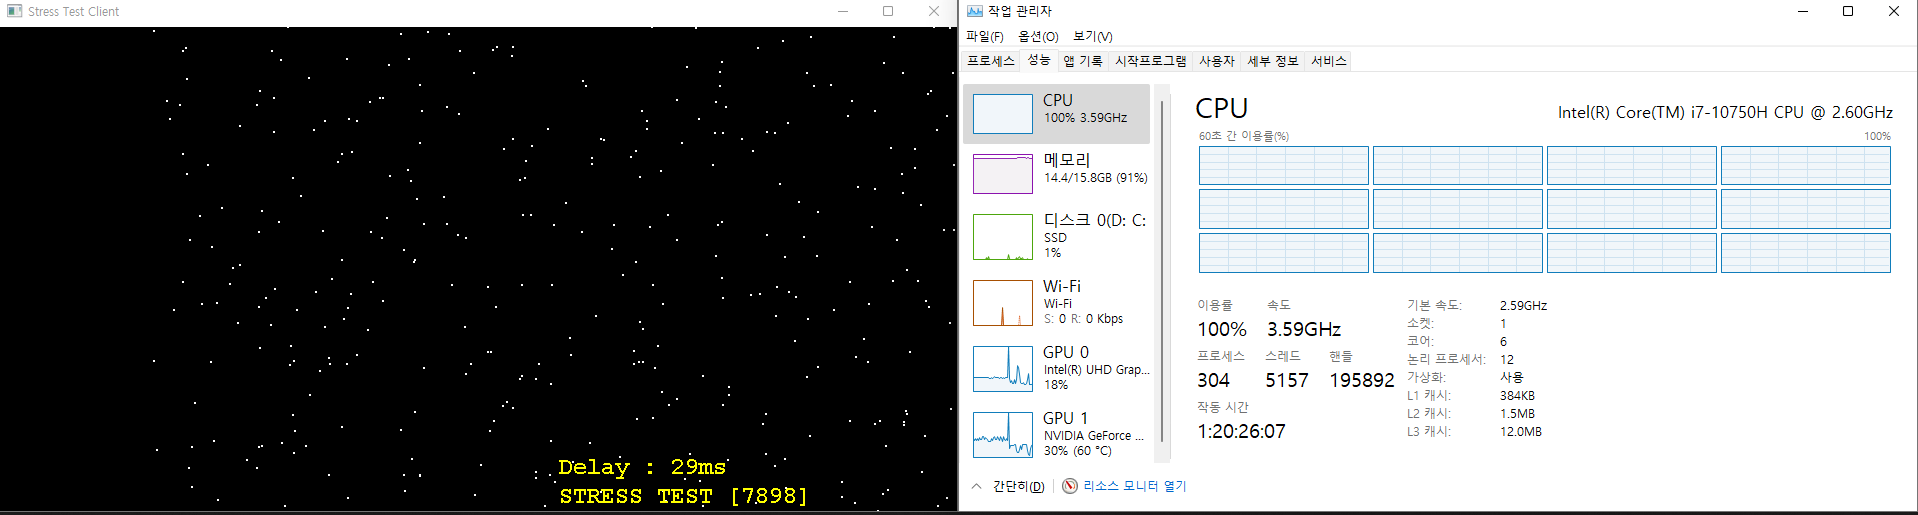 Stress Test Client
Delay : 29ms
STRESS TEST [7898]
작업 관리자
파일(F) 옵션(O) 보기(V)
프로세스 성능 앱 기록 시작프로그램 사용자 세부 정보 서비스
CPU
100% 3.59GHz
메모리
14.4/15.8GB (91%)
디스크 0(D: C:
SSD
1%
Wi-Fi
Wi-Fi
S: 0 R: 0 Kbps
GPU 0
Intel(R) UHD Grap...
18%
GPU 1
NVIDIA GeForce ...
30% (60 °C)
CPU Intel(R) Core(TM) i7-10750H CPU @ 2.60GHz
60초 간 이용률(%) 100%
이용률 속도
100% 3.59GHz
프로세스 스레드 핸들
304 5157 195892
작동 시간
1:20:26:07
기본 속도: 2.59GHz
소켓: 1
코어: 6
논리 프로세서: 12
가상화: 사용
L1 캐시: 384KB
L2 캐시: 1.5MB
L3 캐시: 12.0MB
간단히(D) 리소스 모니터 열기